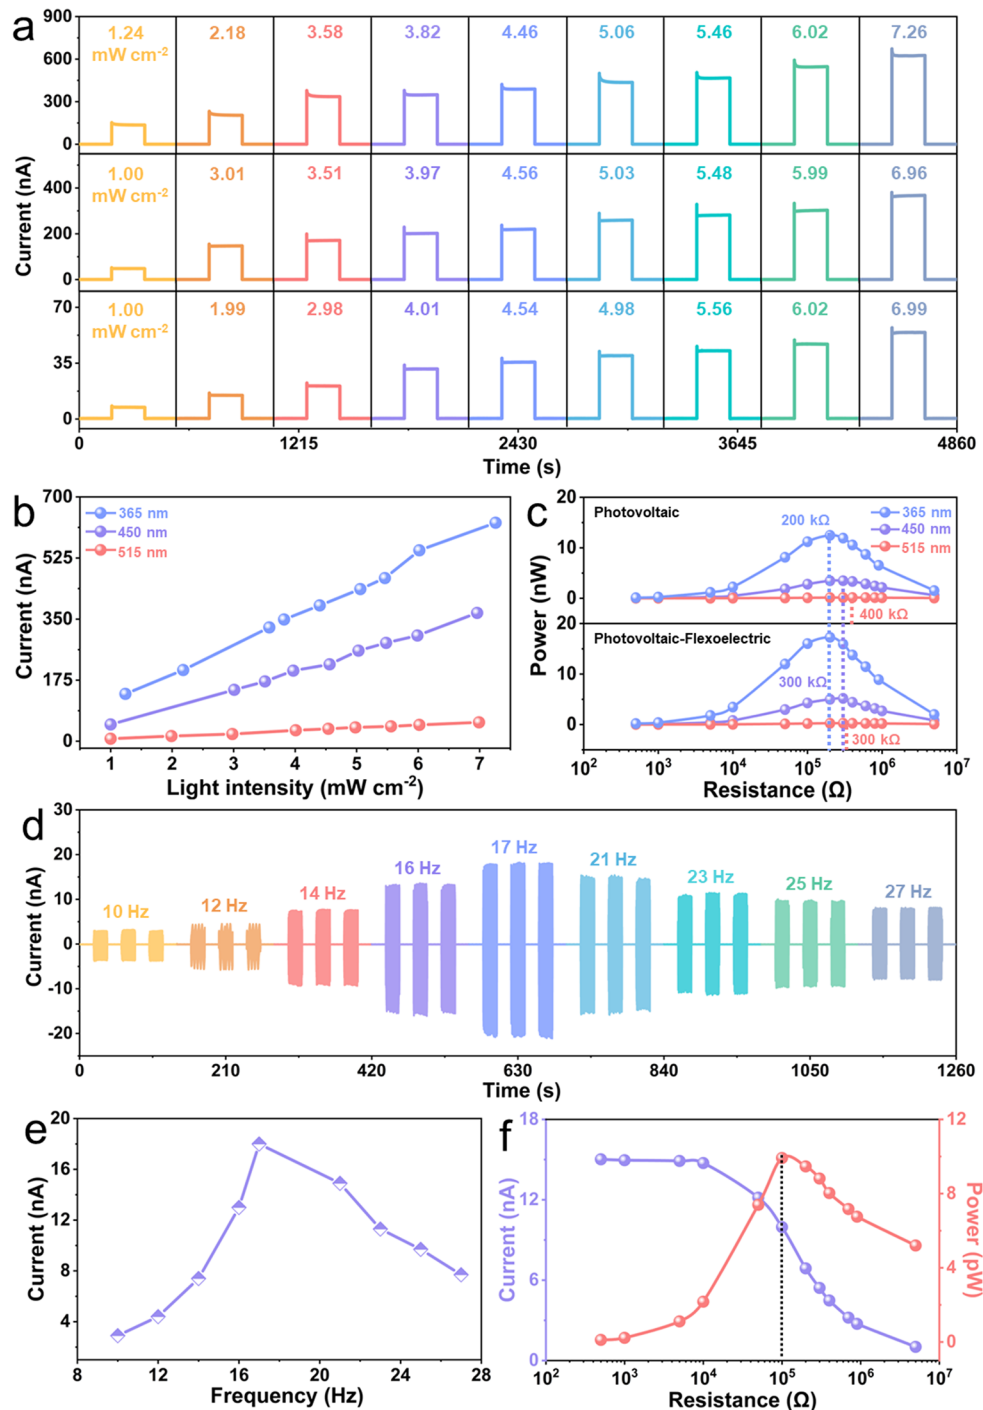 a
900
600
300
0
1.24 2.18 3.58 3.82 4.46 5.06 5.46 6.02 7.26
mW cm⁻²
Current (nA)
400
200
0
1.00 3.01 3.51 3.97 4.56 5.03 5.48 5.99 6.96
mW cm⁻²
70
35
0
1.00 1.99 2.98 4.01 4.54 4.98 5.56 6.02 6.99
mW cm⁻²
0 1215 2430 3645 4860
Time (s)
b
700
525
350
175
0
Current (nA)
365 nm
450 nm
515 nm
1 2 3 4 5 6 7
Light intensity (mW cm⁻²)
c
20
10
0
20
10
0
Power (nW)
Photovoltaic
200 kΩ
365 nm
450 nm
515 nm
400 kΩ
Photovoltaic-Flexoelectric
300 kΩ
300 kΩ
10² 10³ 10⁴ 10⁵ 10⁶ 10⁷
Resistance (Ω)
d
30
20
10
0
-10
-20
Current (nA)
10 Hz 12 Hz 14 Hz 16 Hz 17 Hz 21 Hz 23 Hz 25 Hz 27 Hz
0 210 420 630 840 1050 1260
Time (s)
e
20
16
12
8
4
Current (nA)
8 12 16 20 24 28
Frequency (Hz)
f
18
12
6
0
Current (nA)
12
8
4
0
Power (pW)
10² 10³ 10⁴ 10⁵ 10⁶ 10⁷
Resistance (Ω)